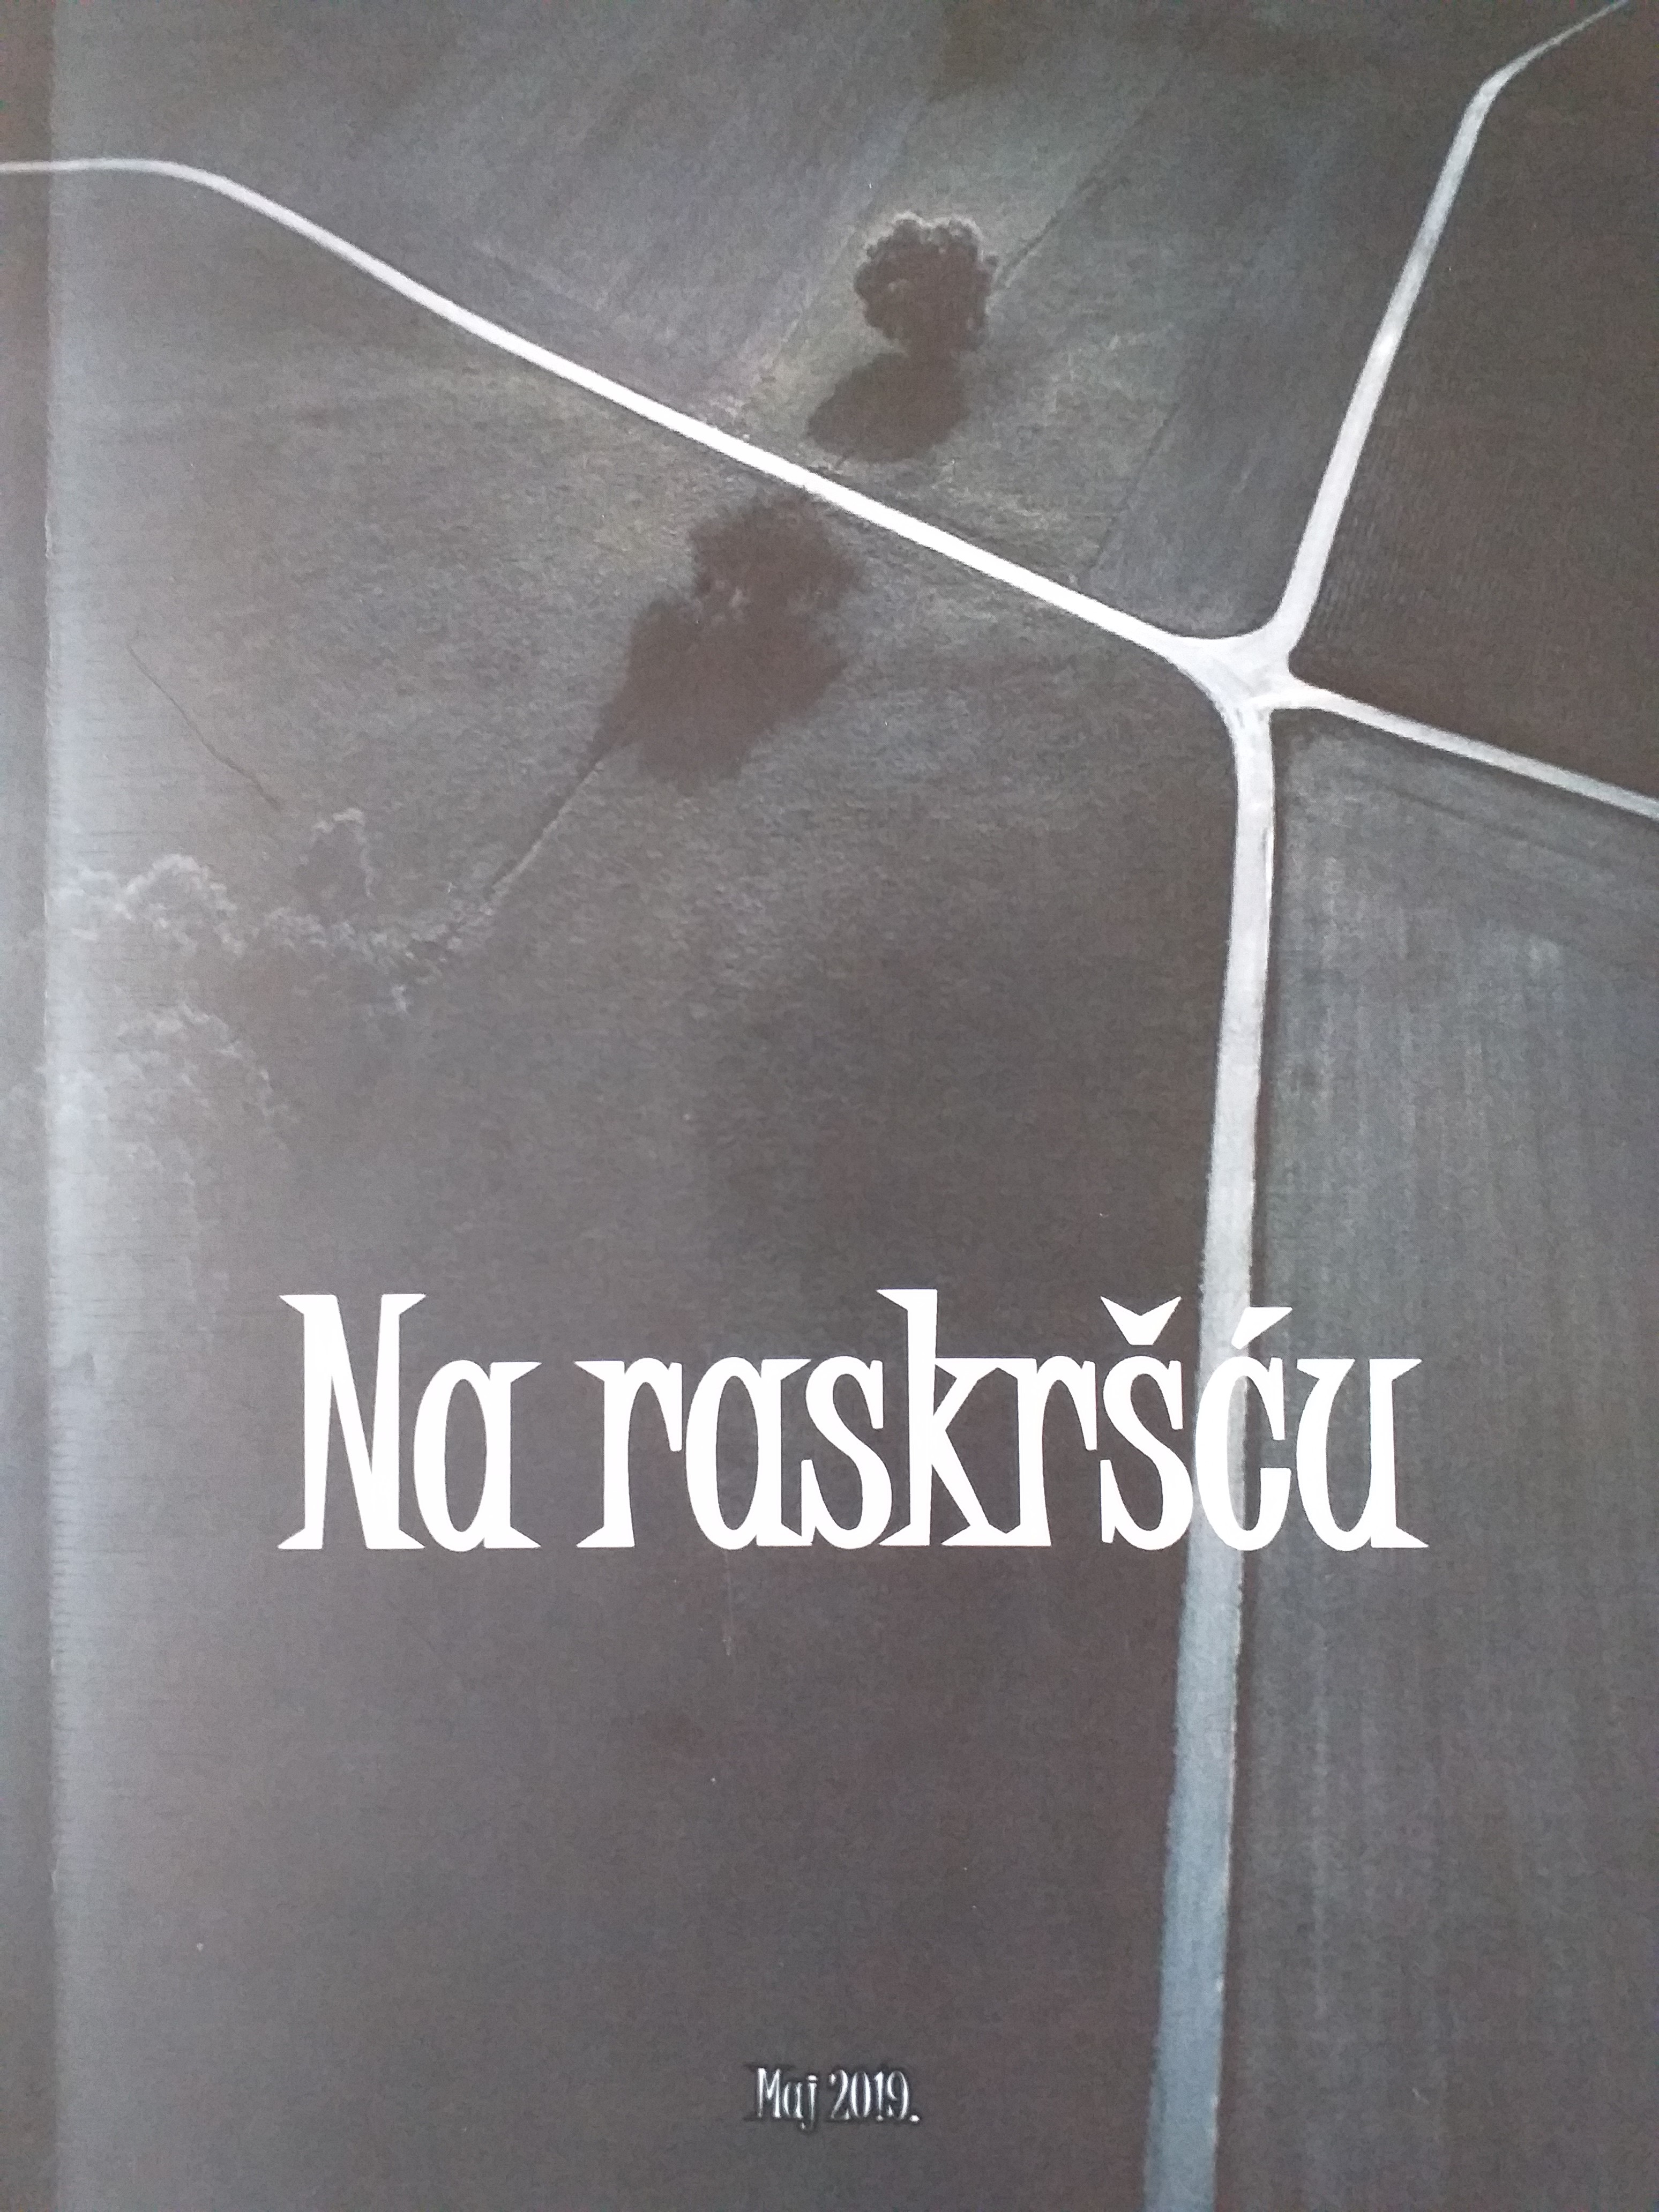 Na raskršću
Maj 2019.